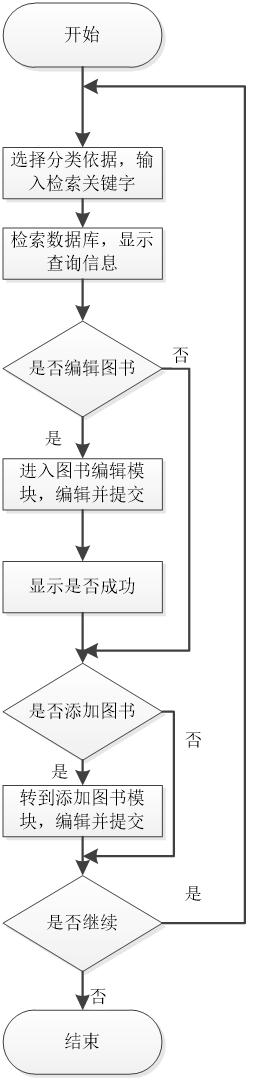 开始
选择分类依据，输
入检索关键字
检索数据库，显示
查询信息
是否编辑图书
否
是
进入图书编辑模
块，编辑并提交
显示是否成功
是否添加图书
否
是
转到添加图书模
块，编辑并提交
是
是否继续
否
结束